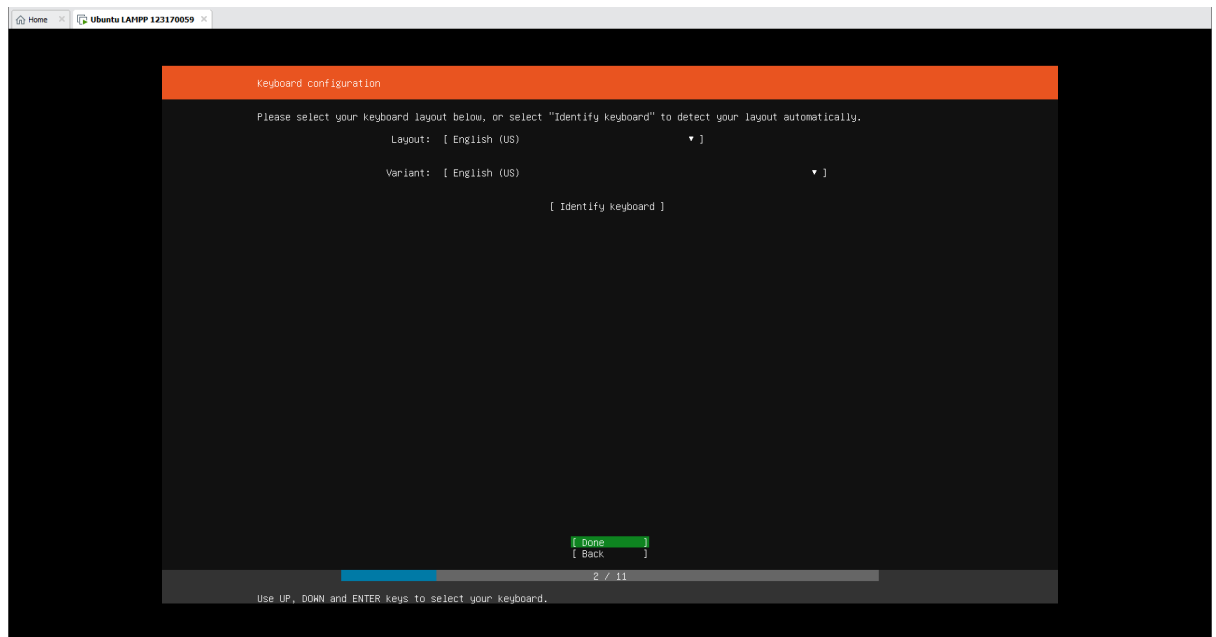 Home × Ubuntu LAMPP 123170059 ×
Keyboard configuration
Please select your keyboard layout below, or select "Identify keyboard" to detect your layout automatically.
Layout: [ English (US) ▾ ]
Variant: [ English (US) ▾ ]
[ Identify keyboard ]
[ Done ]
[ Back ]
2 / 11
Use UP, DOWN and ENTER keys to select your keyboard.